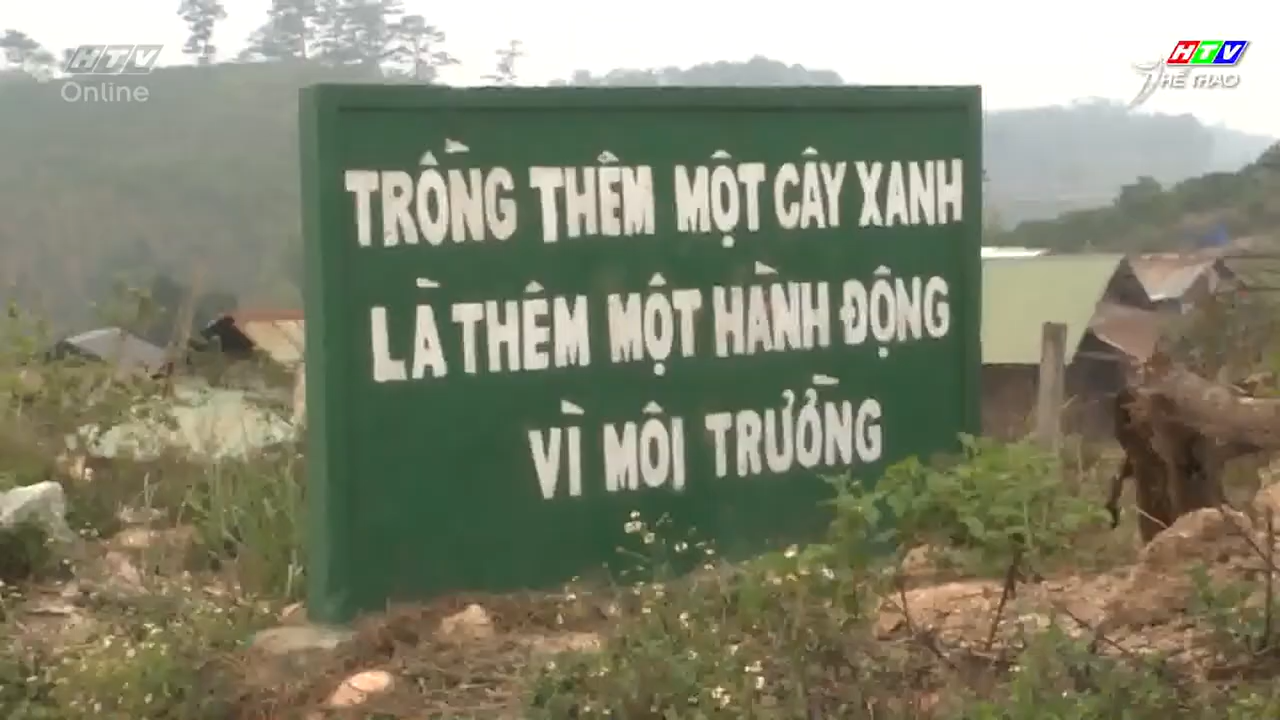 HTV
Online
HTV
THỂ THAO
TRỒNG THÊM MỘT CÂY XANH
LÀ THÊM MỘT HÀNH ĐỘNG
VÌ MÔI TRƯỜNG